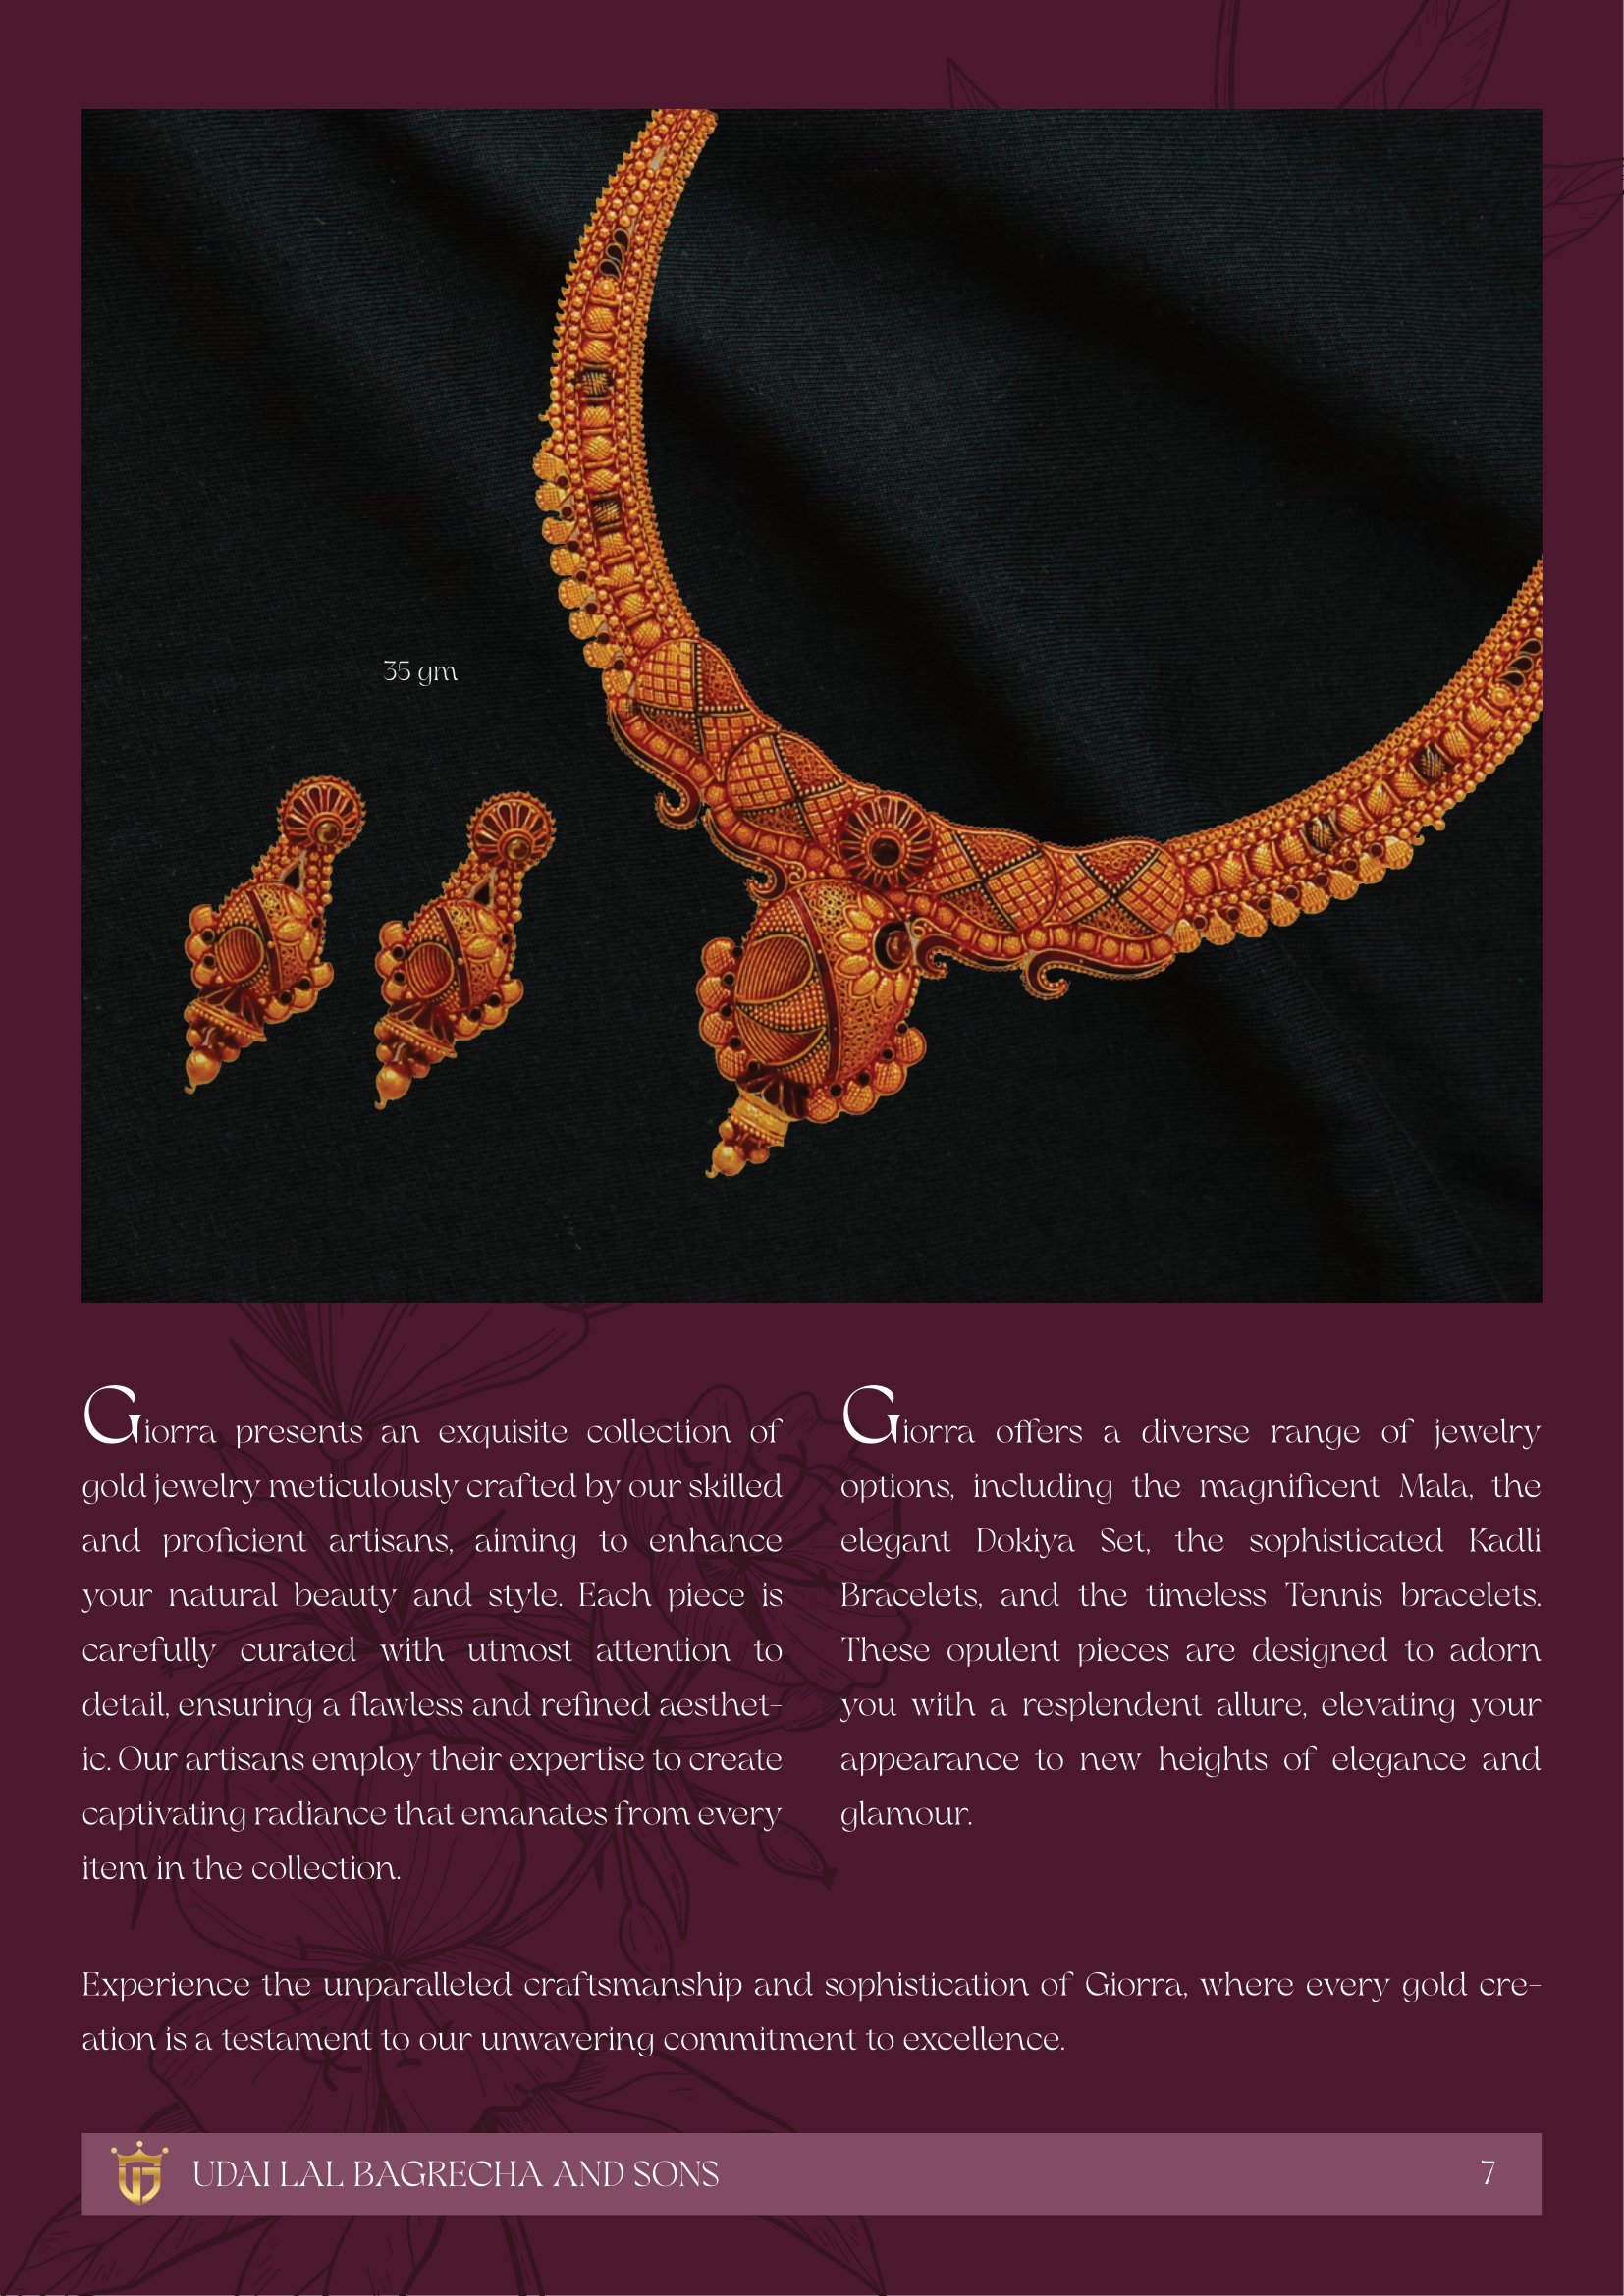 35 gm
Giorra presents an exquisite collection of
gold jewelry meticulously crafted by our skilled
and proficient artisans, aiming to enhance
your natural beauty and style. Each piece is
carefully curated with utmost attention to
detail, ensuring a flawless and refined aesthet-
ic. Our artisans employ their expertise to create
captivating radiance that emanates from every
item in the collection.
Giorra offers a diverse range of jewelry
options, including the magnificent Mala, the
elegant Dokiya Set, the sophisticated Kadli
Bracelets, and the timeless Tennis bracelets.
These opulent pieces are designed to adorn
you with a resplendent allure, elevating your
appearance to new heights of elegance and
glamour.
Experience the unparalleled craftsmanship and sophistication of Giorra, where every gold cre-
ation is a testament to our unwavering commitment to excellence.
UDAI LAL BAGRECHA AND SONS
7